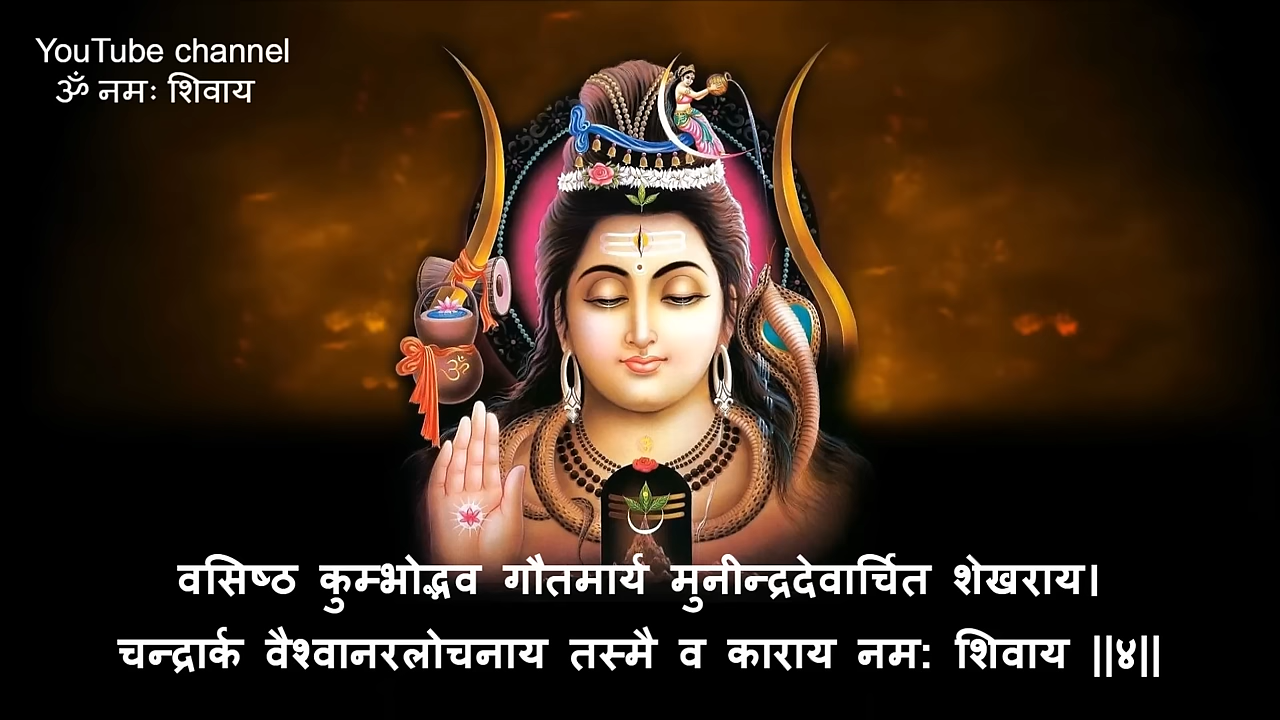 YouTube channel
ॐ नमः शिवाय
ॐ
वसिष्ठ कुम्भोद्भव गौतमार्य मुनीन्द्रदेवार्चित शेखराय।
चन्द्रार्क वैश्वानरलोचनाय तस्मै व काराय नम: शिवाय ||४||